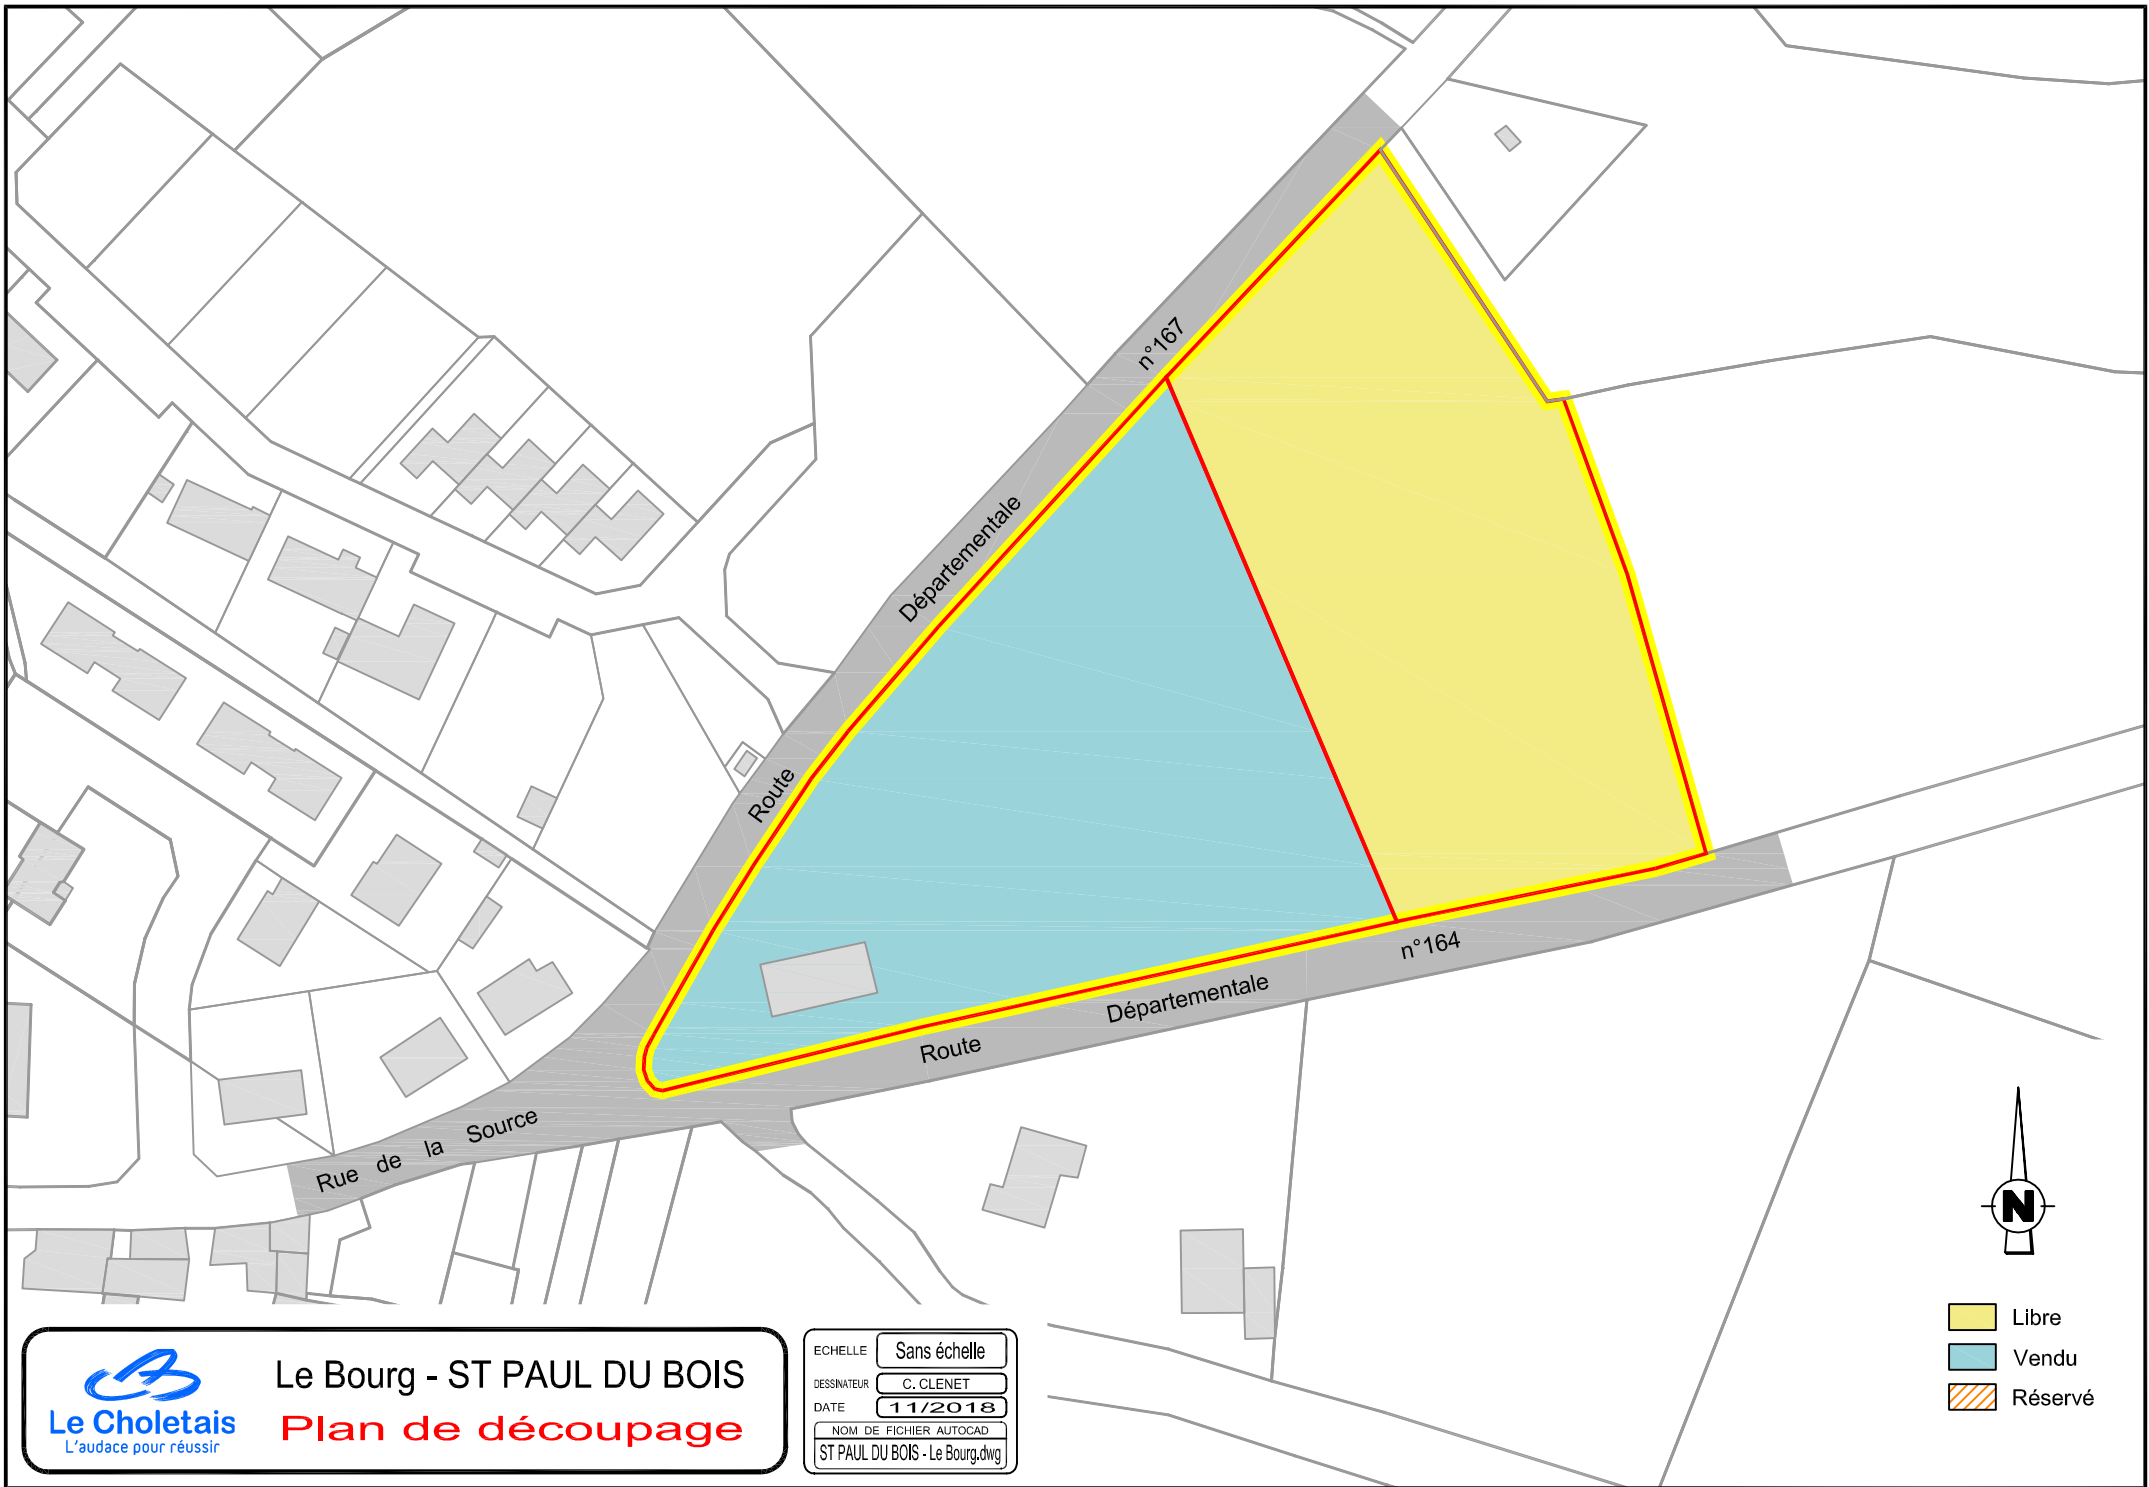 n°167
Départementale
Route
n°164
Départementale
Route
Rue de la Source
N
Libre
Vendu
Réservé
Le Choletais
L'audace pour réussir
Le Bourg - ST PAUL DU BOIS
Plan de découpage
ECHELLE Sans échelle
DESSINATEUR C. CLENET
DATE 11/2018
NOM DE FICHIER AUTOCAD
ST PAUL DU BOIS - Le Bourg.dwg